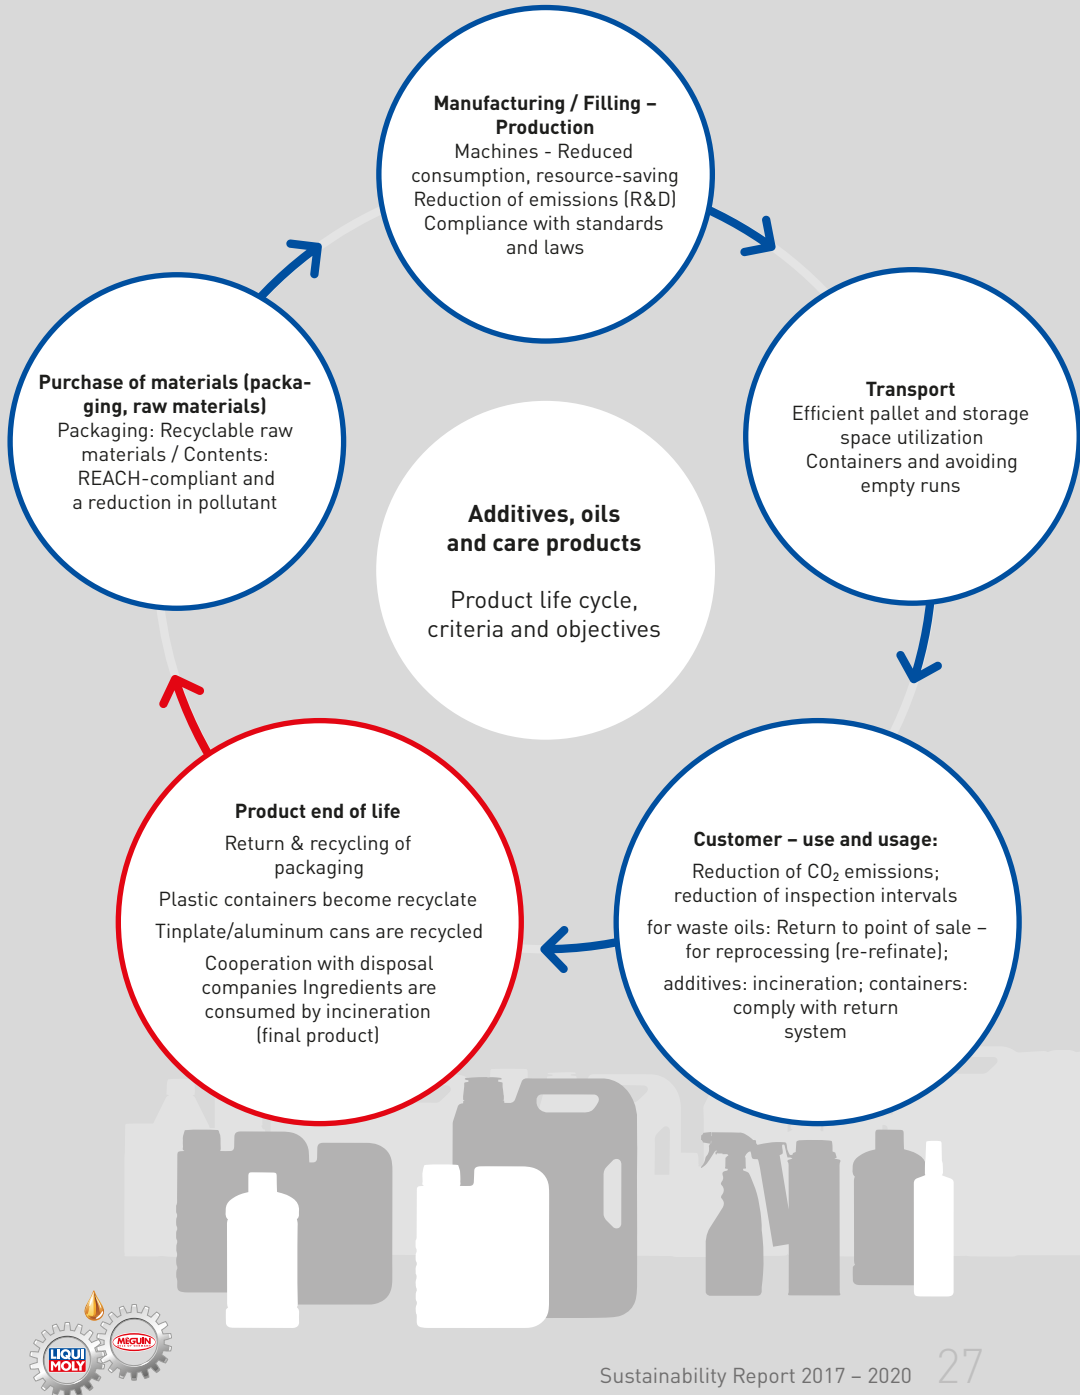 Manufacturing / Filling –
Production
Machines - Reduced
consumption, resource-saving
Reduction of emissions (R&D)
Compliance with standards
and laws
Purchase of materials (packa-
ging, raw materials)
Packaging: Recyclable raw
materials / Contents:
REACH-compliant and
a reduction in pollutant
Transport
Efficient pallet and storage
space utilization
Containers and avoiding
empty runs
Additives, oils
and care products
Product life cycle,
criteria and objectives
Product end of life
Return & recycling of
packaging
Plastic containers become recyclate
Tinplate/aluminum cans are recycled
Cooperation with disposal
companies Ingredients are
consumed by incineration
(final product)
Customer – use and usage:
Reduction of CO₂ emissions;
reduction of inspection intervals
for waste oils: Return to point of sale –
for reprocessing (re-refinate);
additives: incineration; containers:
comply with return
system
LIQUI
MOLY
MEGUIN
Sustainability Report 2017 – 2020 27